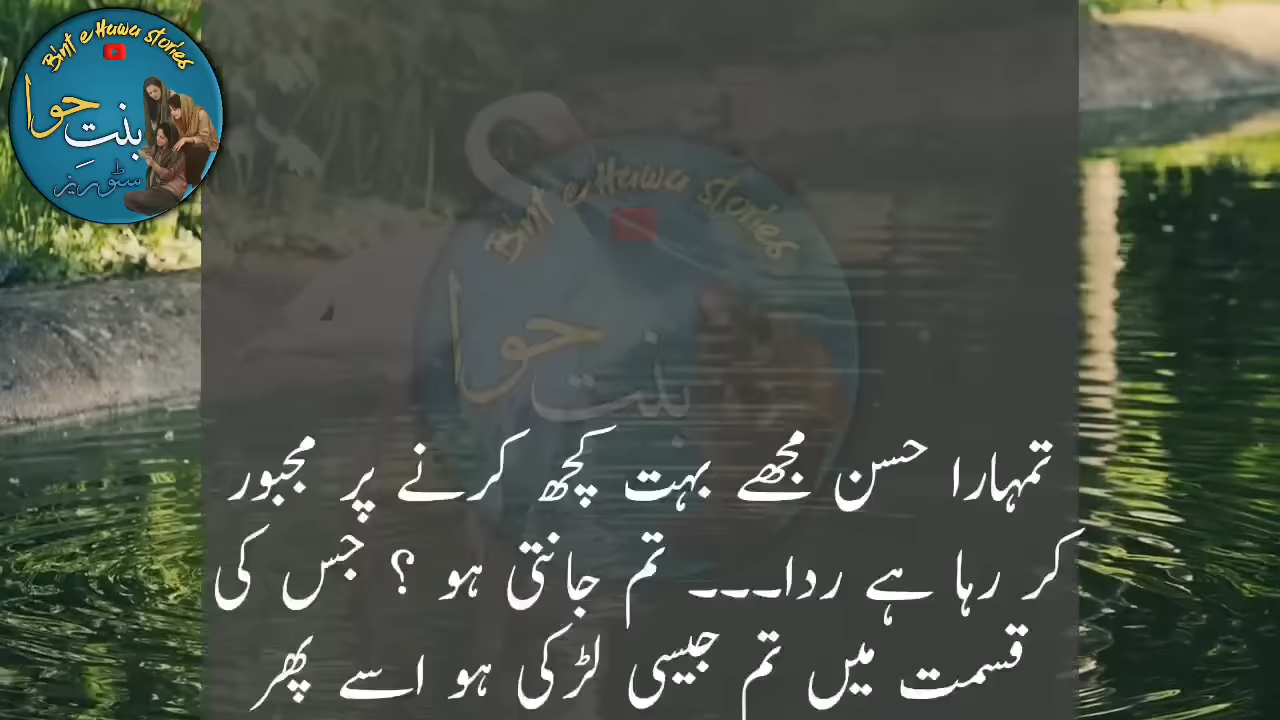 Bint e Hawa stories
بنتِ حوا
سٹوریز
Bint e Hawa stories
بنت حوا
تمہارا حسن مجھے بہت کچھ کرنے پر مجبور
کر رہا ہے ردا۔۔۔ تم جانتی ہو ؟ جس کی
قسمت میں تم جیسی لڑکی ہو اسے پھر